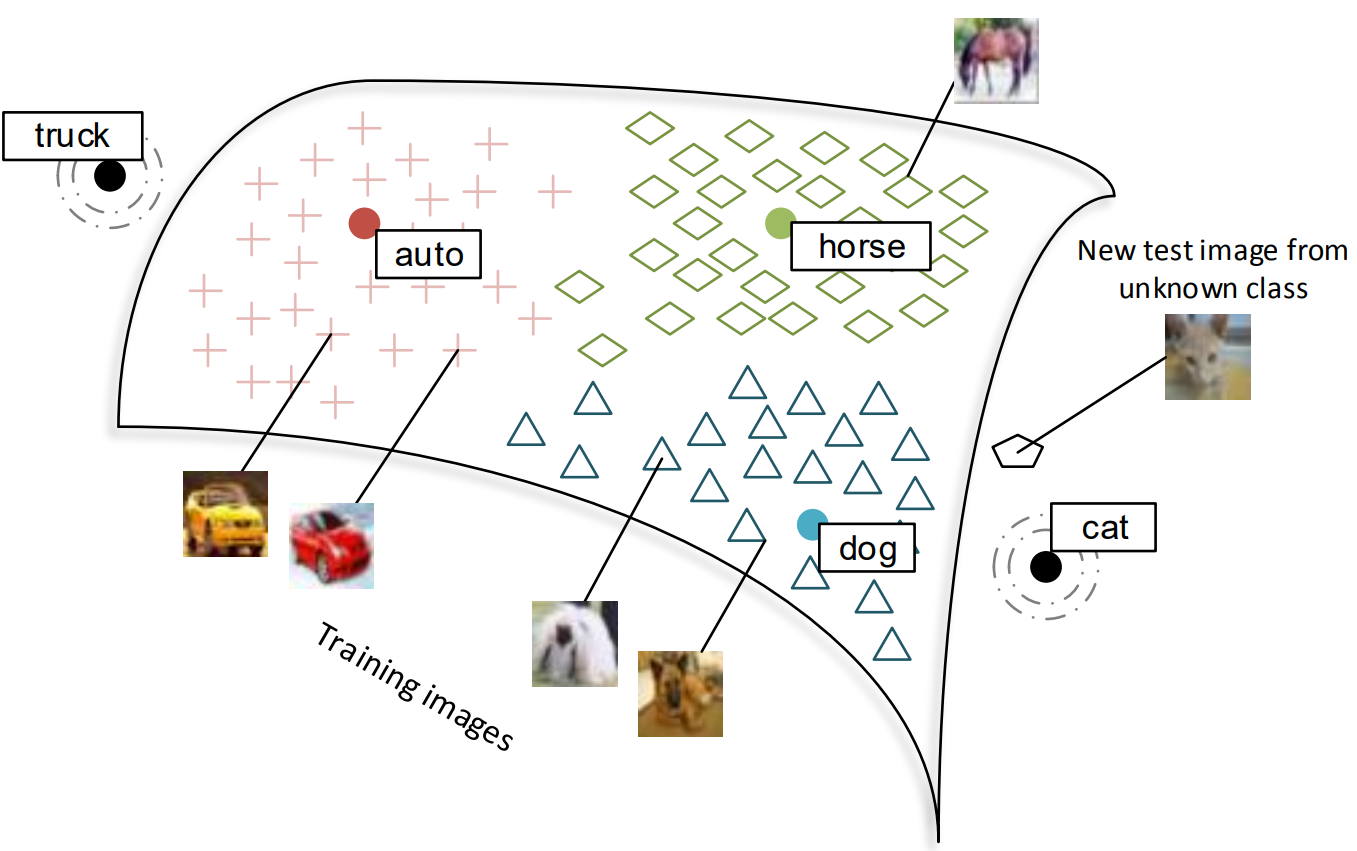 truck
auto
horse
New test image from
unknown class
cat
dog
Training images